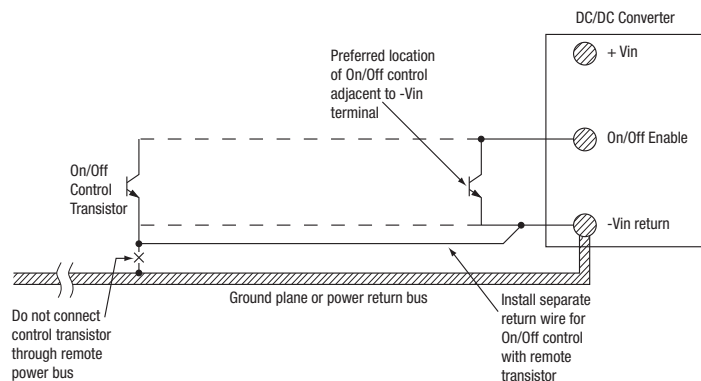 DC/DC Converter
+ Vin
Preferred location
of On/Off control
adjacent to -Vin
terminal
On/Off Enable
On/Off
Control
Transistor
-Vin return
Ground plane or power return bus
Do not connect
control transistor
through remote
power bus
Install separate
return wire for
On/Off control
with remote
transistor